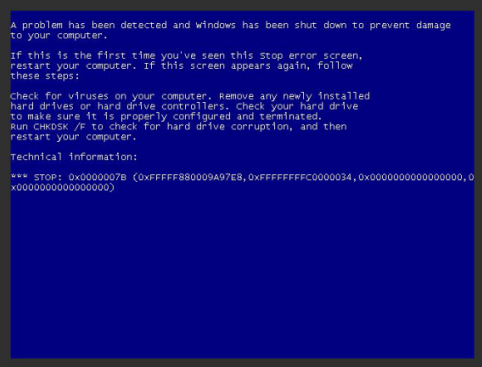 A problem has been detected and Windows has been shut down to prevent damage
to your computer.
If this is the first time you've seen this Stop error screen,
restart your computer. If this screen appears again, follow
these steps:
Check for viruses on your computer. Remove any newly installed
hard drives or hard drive controllers. Check your hard drive
to make sure it is properly configured and terminated.
Run CHKDSK /F to check for hard drive corruption, and then
restart your computer.
Technical information:
*** STOP: 0x0000007B (0xFFFFF880009A97E8,0xFFFFFFFFC0000034,0x0000000000000000,0
x0000000000000000)